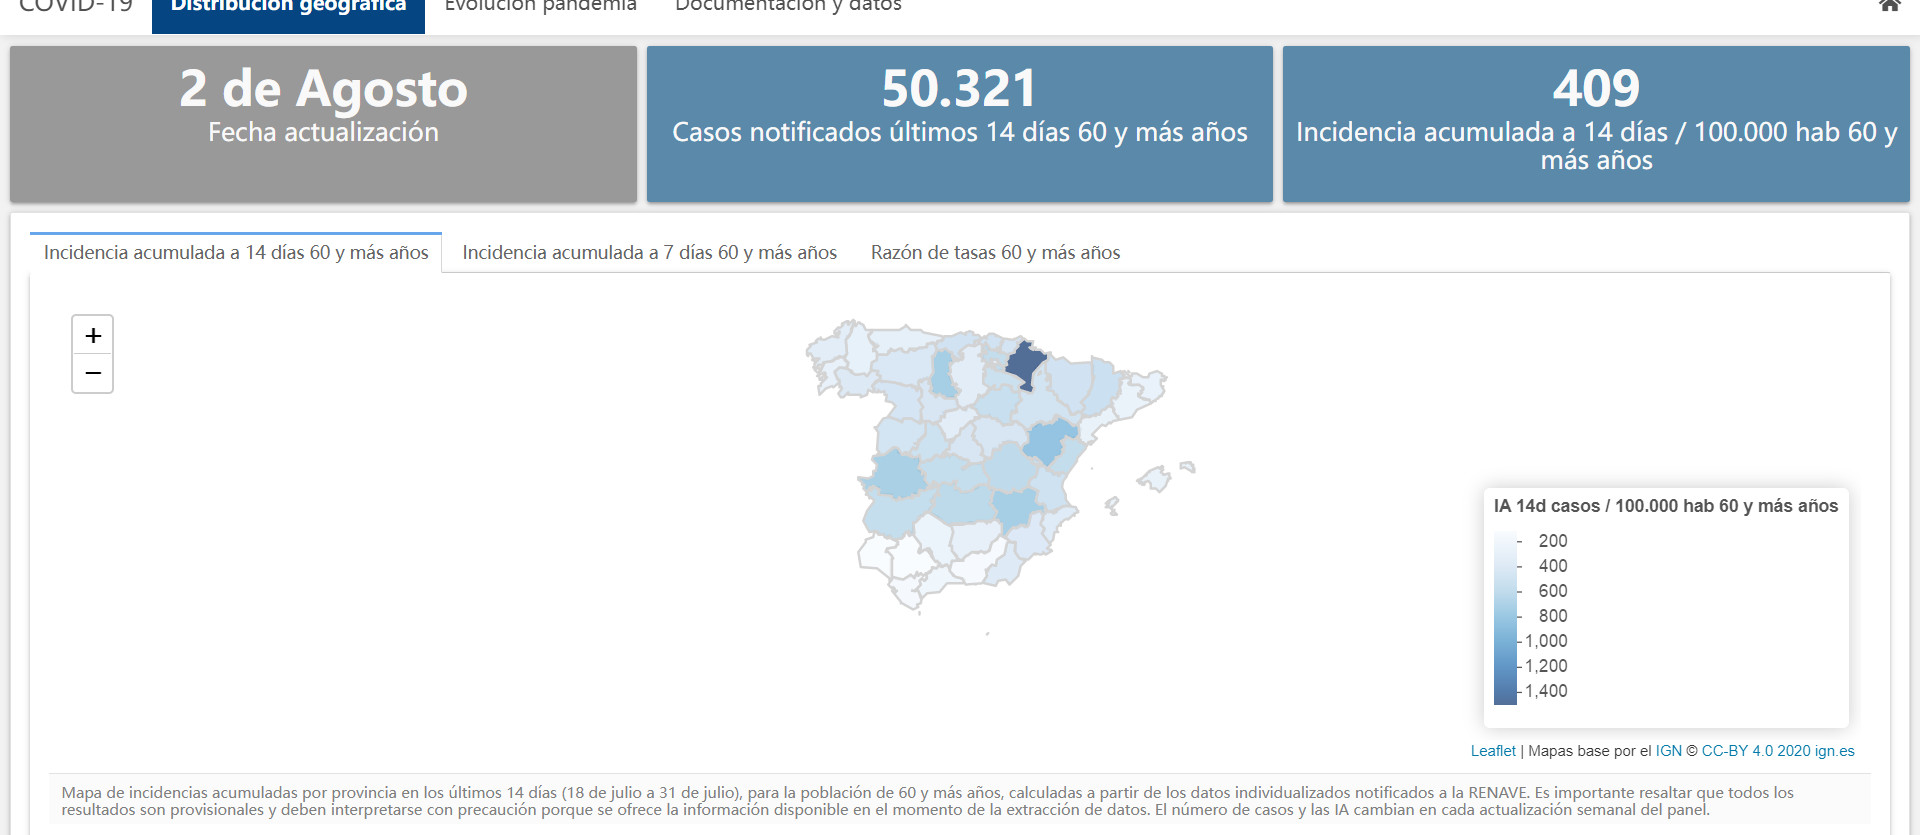 COVID-19 Distribución geográfica Evolución pandemia Documentación y datos
2 de Agosto
Fecha actualización
50.321
Casos notificados últimos 14 días 60 y más años
409
Incidencia acumulada a 14 días / 100.000 hab 60 y
más años
Incidencia acumulada a 14 días 60 y más años Incidencia acumulada a 7 días 60 y más años Razón de tasas 60 y más años
+
−
IA 14d casos / 100.000 hab 60 y más años
200
400
600
800
1,000
1,200
1,400
Leaflet | Mapas base por el IGN © CC-BY 4.0 2020 ign.es
Mapa de incidencias acumuladas por provincia en los últimos 14 días (18 de julio a 31 de julio), para la población de 60 y más años, calculadas a partir de los datos individualizados notificados a la RENAVE. Es importante resaltar que todos los
resultados son provisionales y deben interpretarse con precaución porque se ofrece la información disponible en el momento de la extracción de datos. El número de casos y las IA cambian en cada actualización semanal del panel.